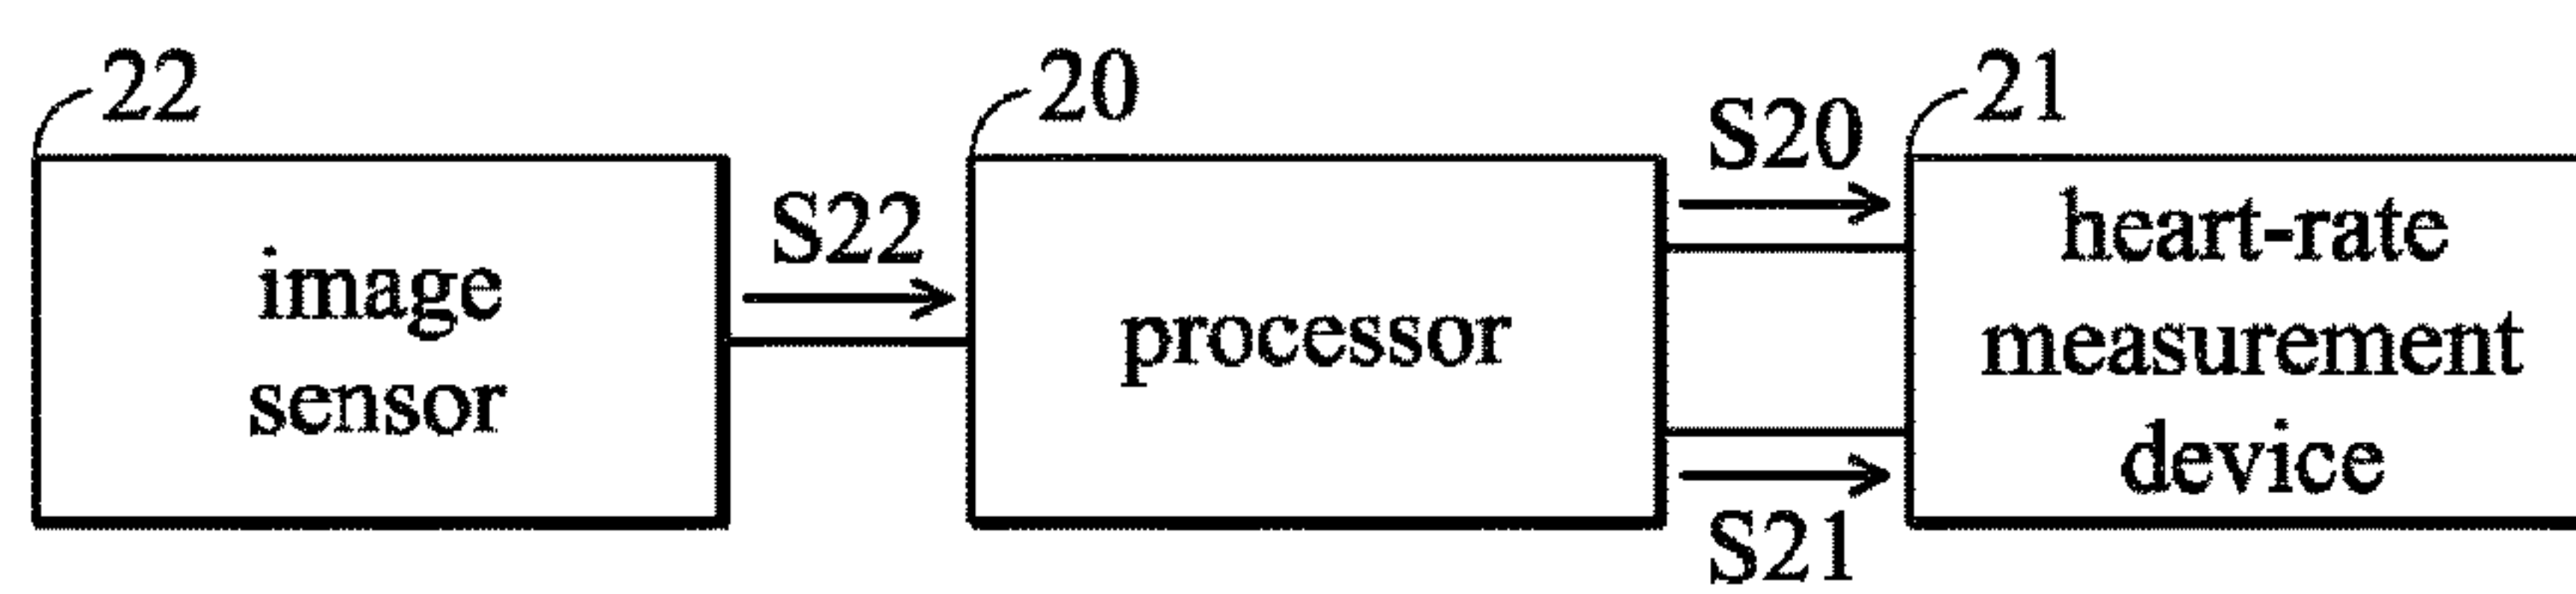 22
20
S20
21
S22
image
sensor
processor
heart-rate
measurement
device
S21